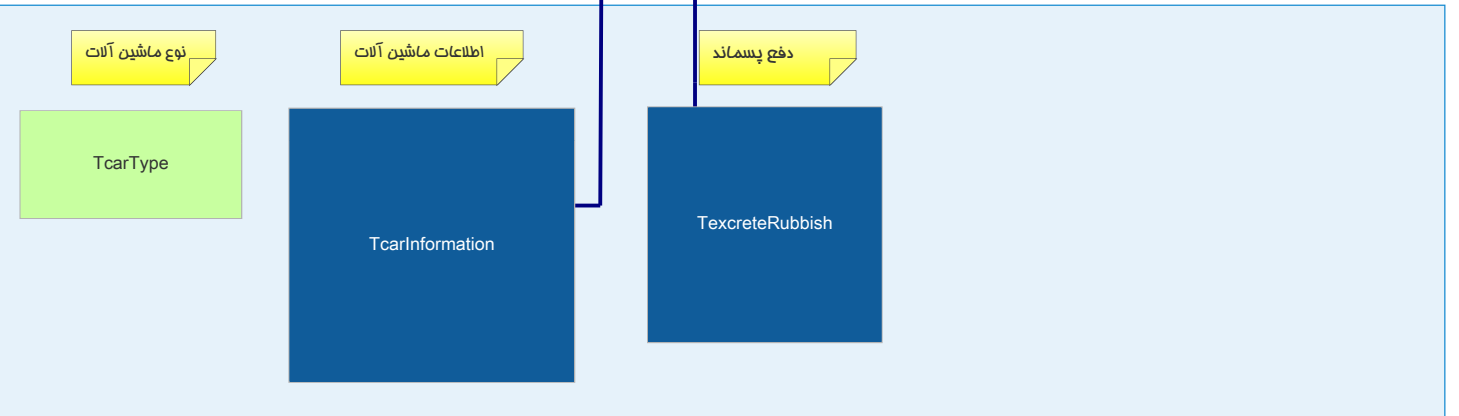 نوع ماشین آلات
اطلاعات ماشین آلات
دفع پسماند
TcarType
TcarInformation
TexcreteRubbish